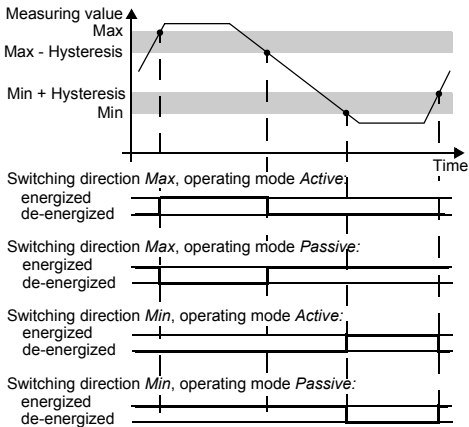 Measuring value
Max
Max - Hysteresis
Min + Hysteresis
Min
Time
Switching direction Max, operating mode Active:
energized
de-energized
Switching direction Max, operating mode Passive:
energized
de-energized
Switching direction Min, operating mode Active:
energized
de-energized
Switching direction Min, operating mode Passive:
energized
de-energized